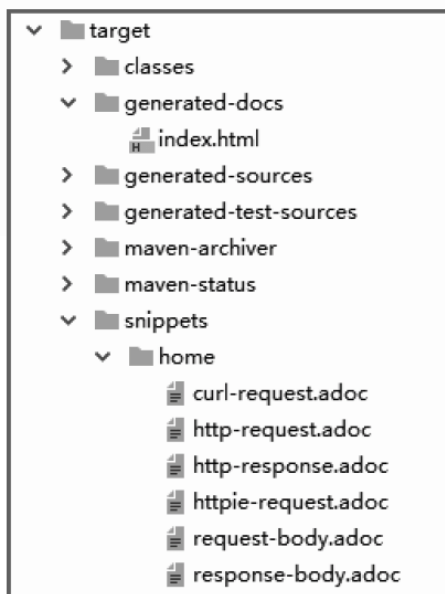 target
classes
generated-docs
index.html
generated-sources
generated-test-sources
maven-archiver
maven-status
snippets
home
curl-request.adoc
http-request.adoc
http-response.adoc
httpie-request.adoc
request-body.adoc
response-body.adoc